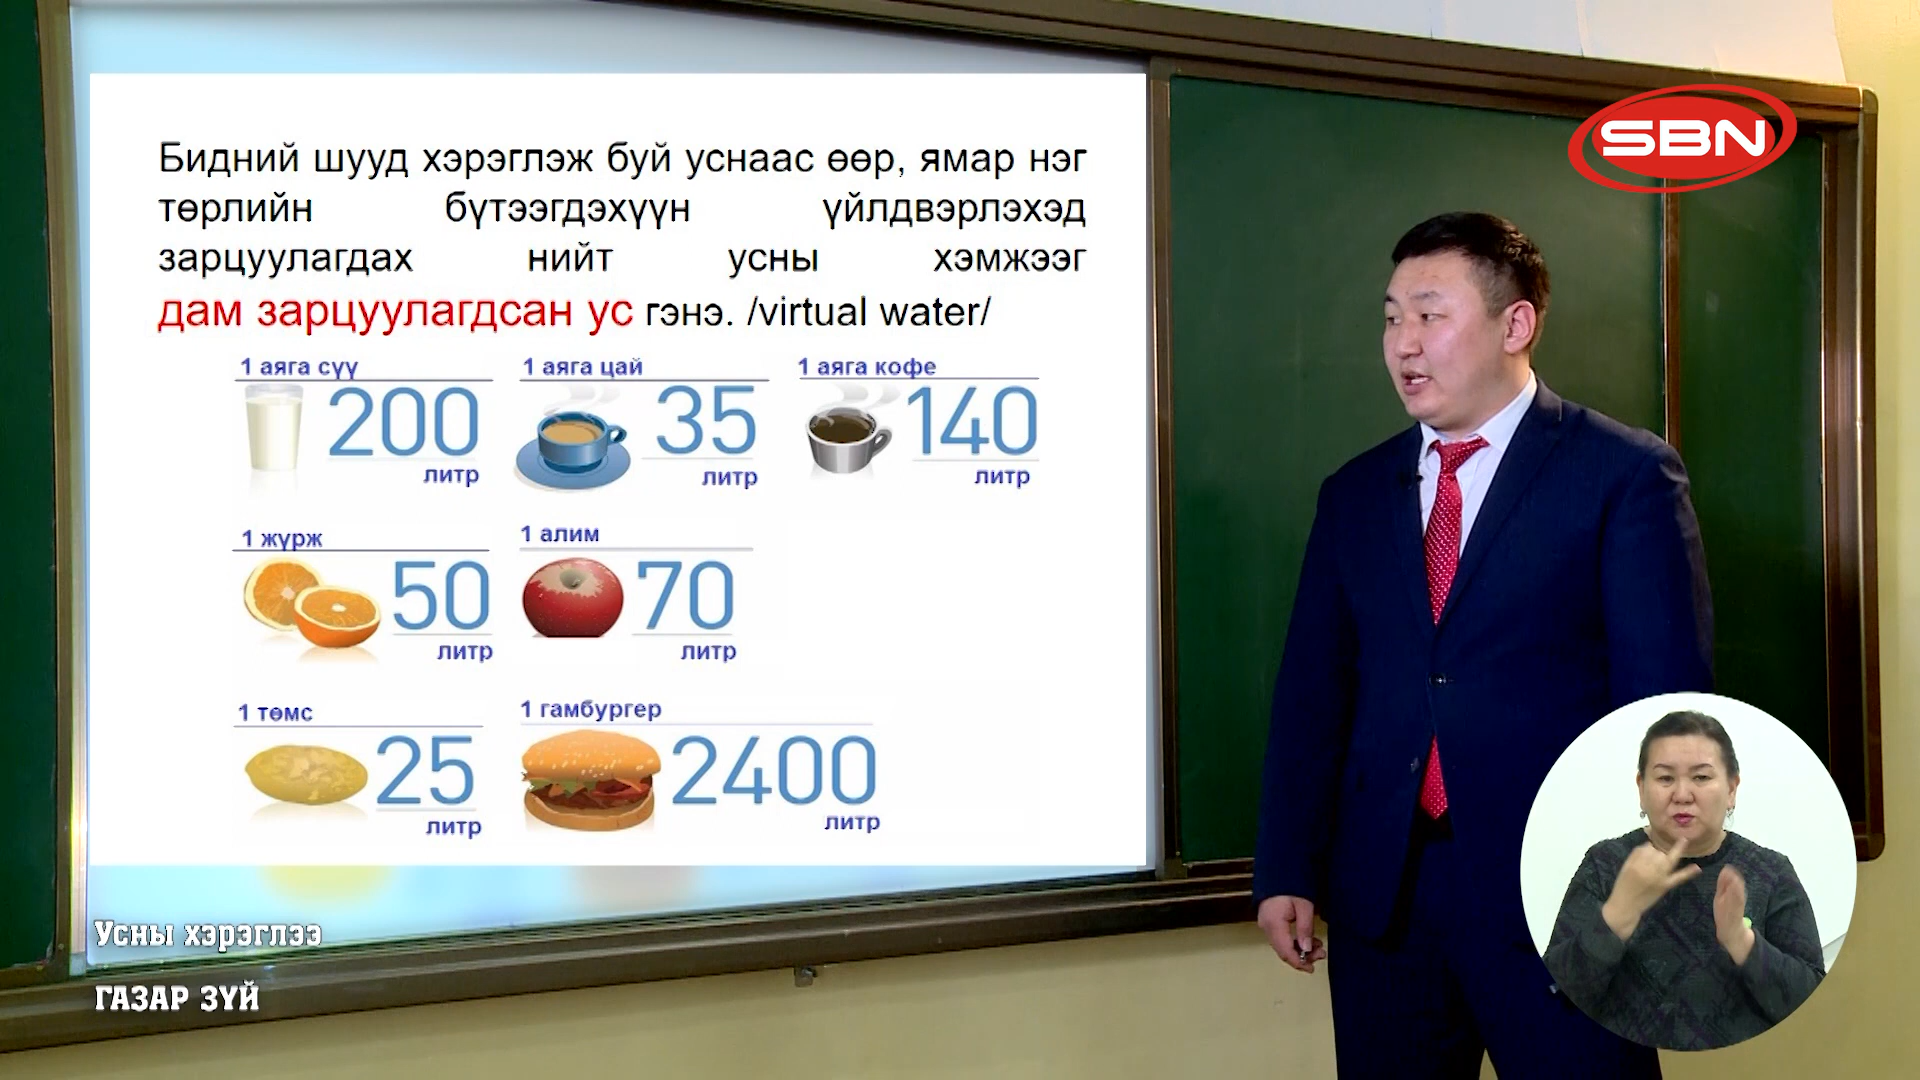 SBN
Бидний шууд хэрэглэж буй уснаас өөр, ямар нэг
төрлийн бүтээгдэхүүн үйлдвэрлэхэд
зарцуулагдах нийт усны хэмжээг
дам зарцуулагдсан ус гэнэ. /virtual water/
1 аяга сүү
200
литр
1 аяга цай
35
литр
1 аяга кофе
140
литр
1 жүрж
50
литр
1 алим
70
литр
1 төмс
25
литр
1 гамбургер
2400
литр
Усны хэрэглээ
ГАЗАР ЗҮЙ